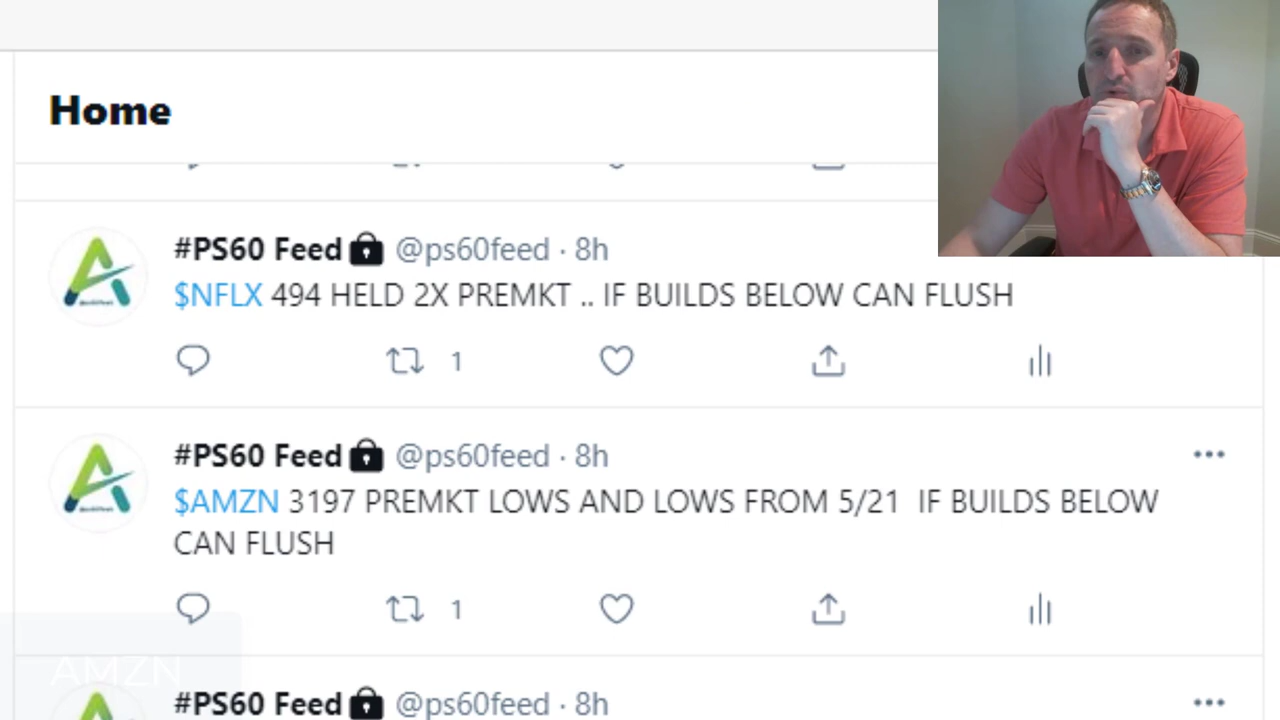 Home
#PS60 Feed @ps60feed · 8h
$NFLX 494 HELD 2X PREMKT .. IF BUILDS BELOW CAN FLUSH
1
#PS60 Feed @ps60feed · 8h
$AMZN 3197 PREMKT LOWS AND LOWS FROM 5/21 IF BUILDS BELOW
CAN FLUSH
1
AMZN
#PS60 Feed @ps60feed · 8h